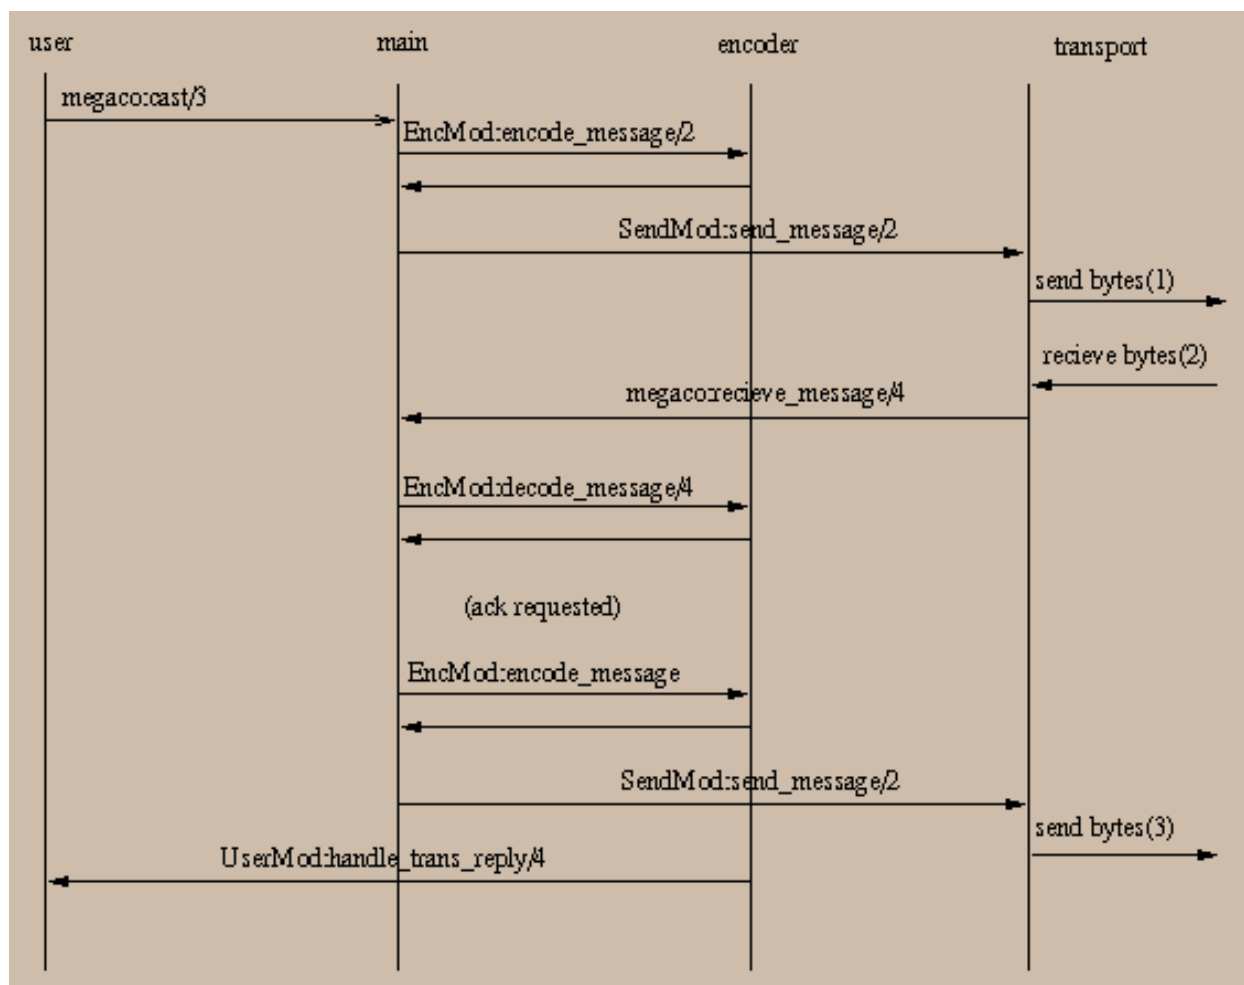 user
main
encoder
transport
megaco:cast/3
EncMod:encode_message/2
SendMod:send_message/2
send bytes(1)
recieve bytes(2)
megaco:recieve_message/4
EncMod:decode_message/4
(ack requested)
EncMod:encode_message
SendMod:send_message/2
send bytes(3)
UserMod:handle_trans_reply/4